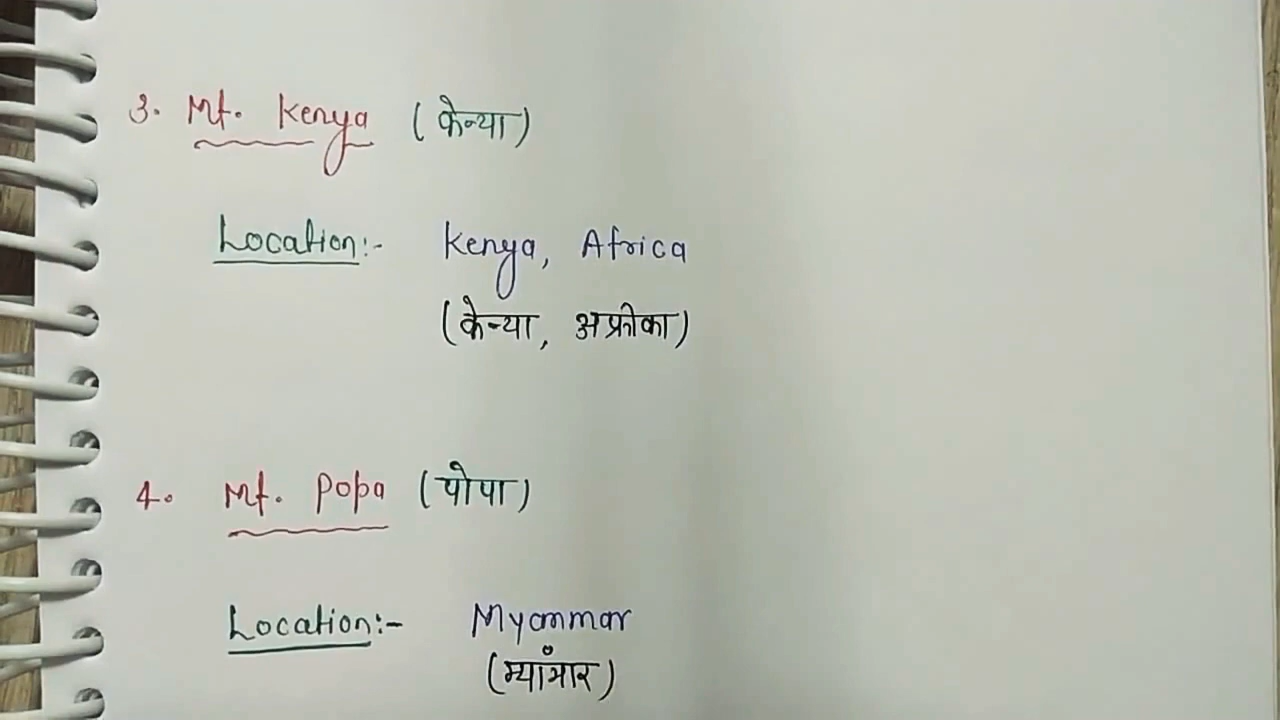 3. Mt. Kenya (केन्या)
Location:- Kenya, Africa
(केन्या, अफ्रीका)
4. Mt. Popa (पोपा)
Location:- Myanmar
(म्यांमार)